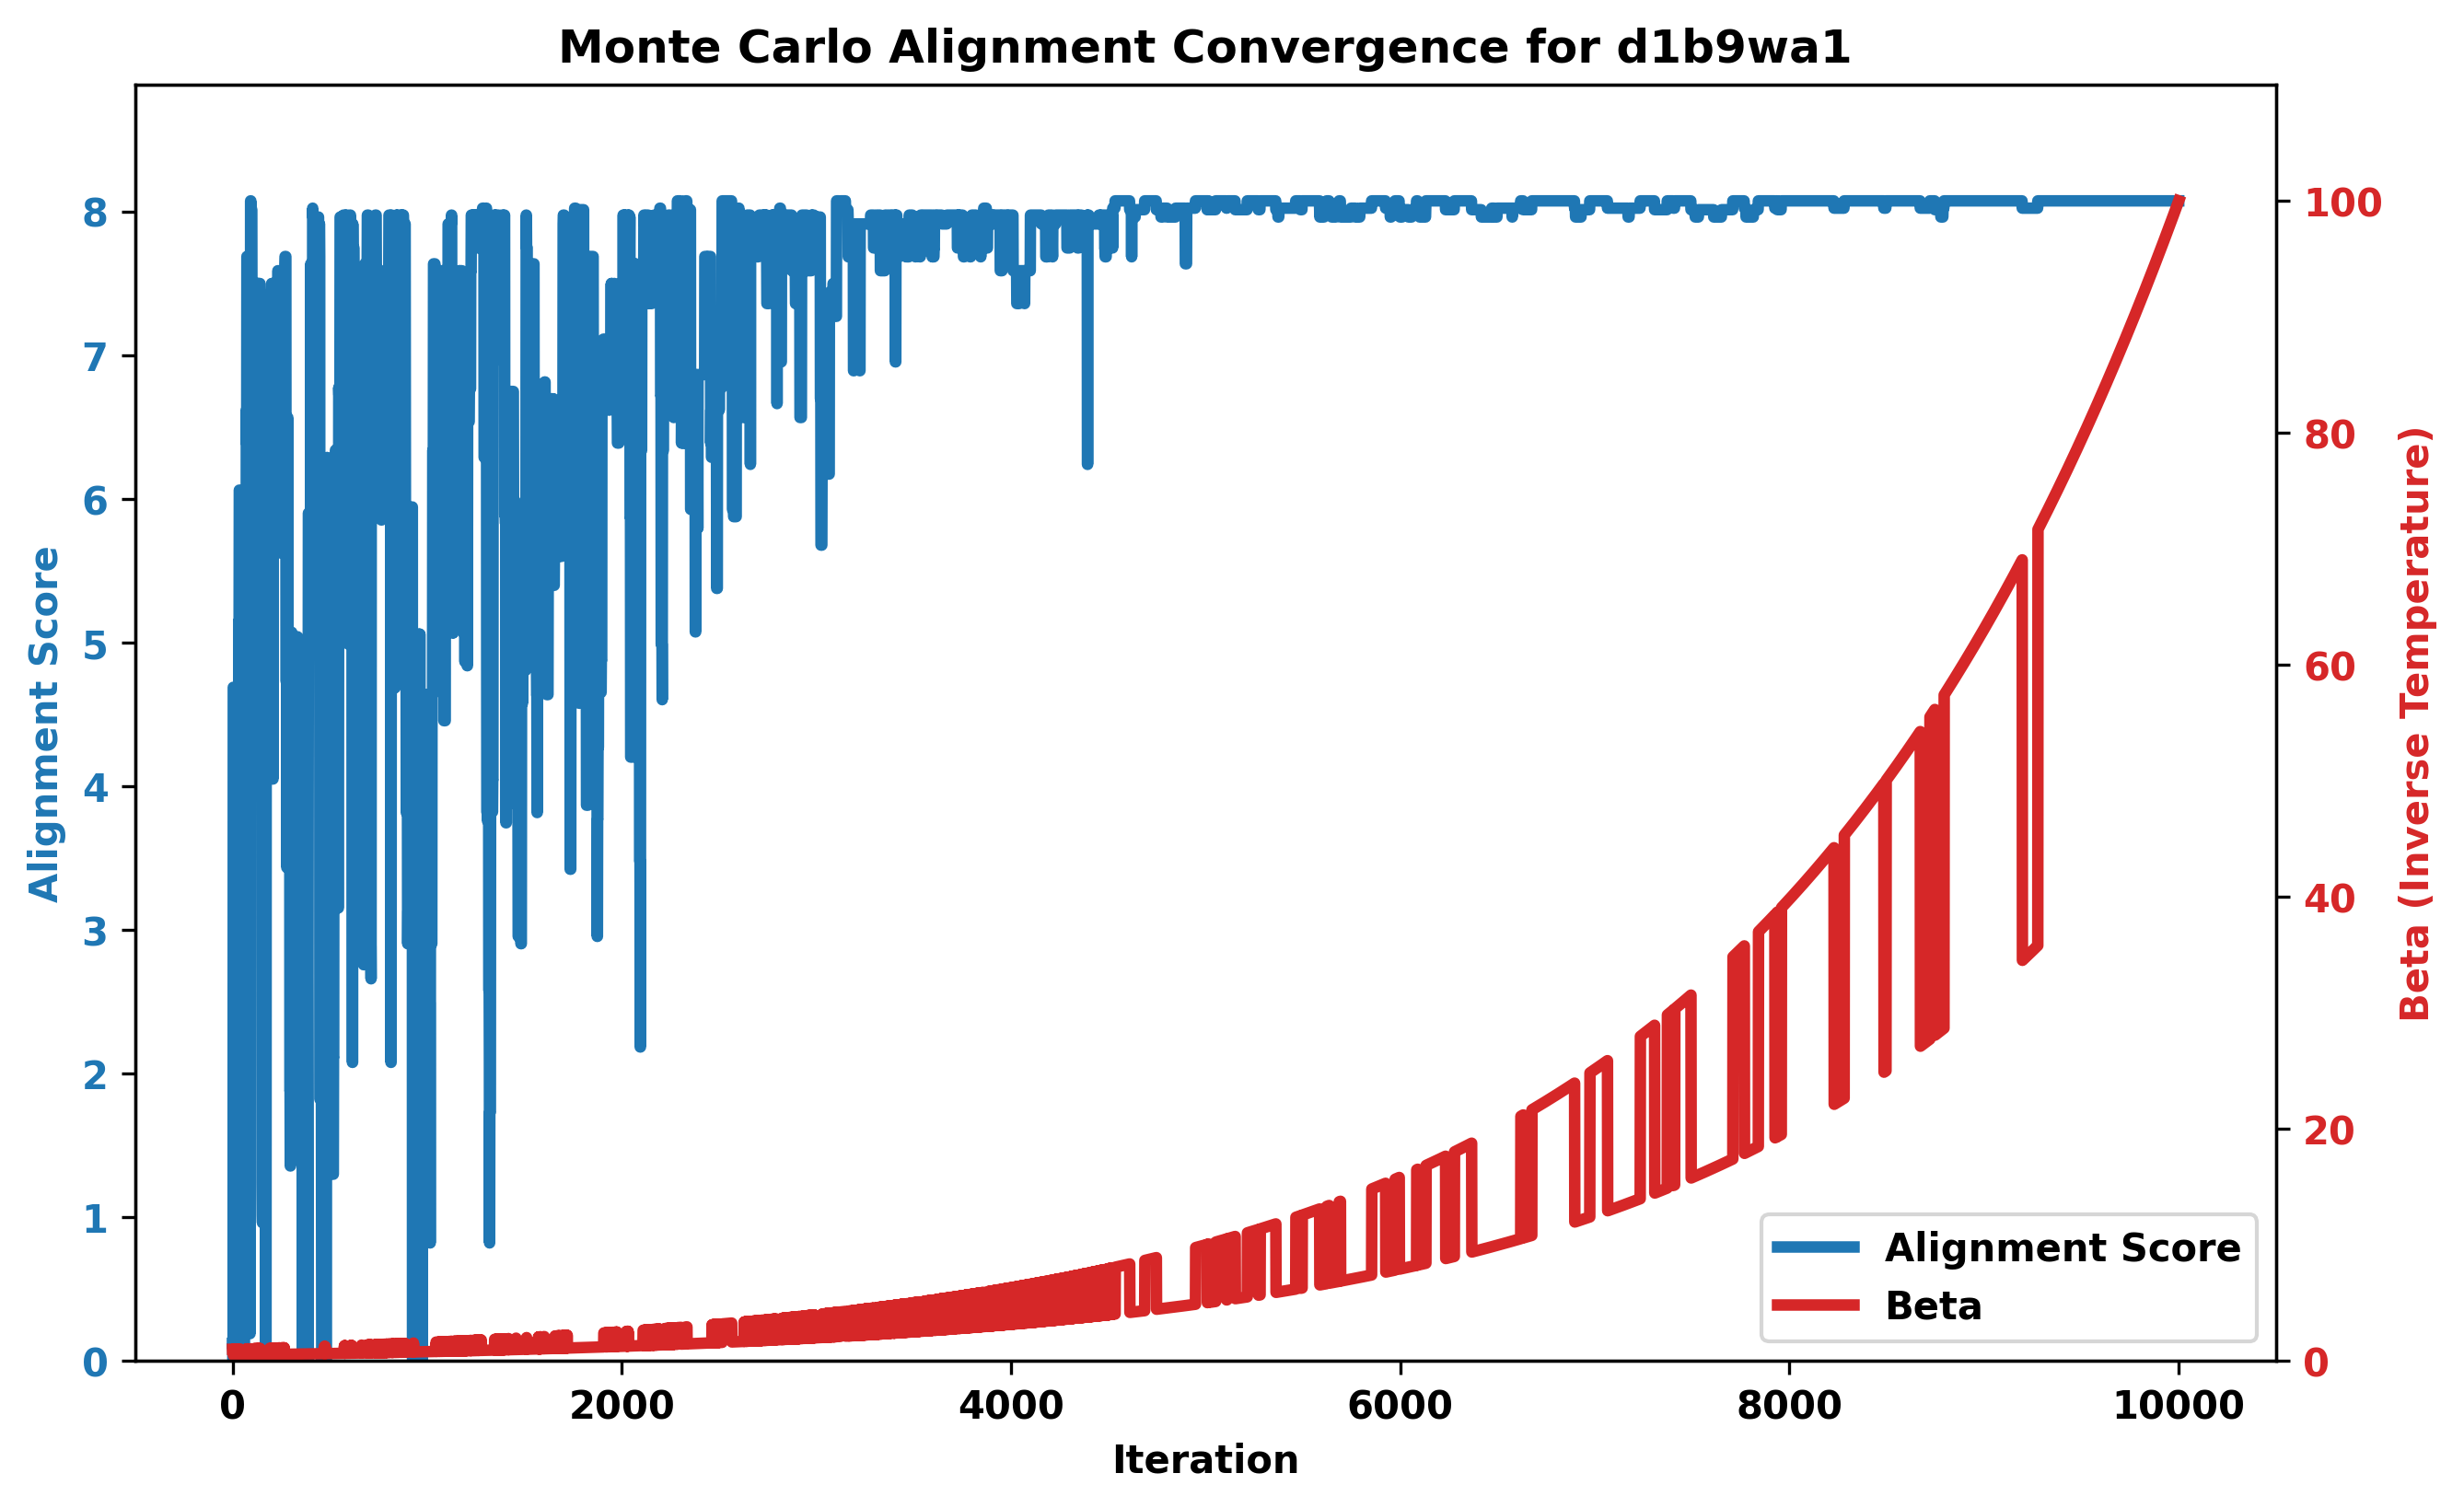 Monte Carlo Alignment Convergence for d1b9wa1
Alignment Score
8
7
6
5
4
3
2
1
0
100
80
60
40
20
0
Beta (Inverse Temperature)
Alignment Score
Beta
0 2000 4000 6000 8000 10000
Iteration